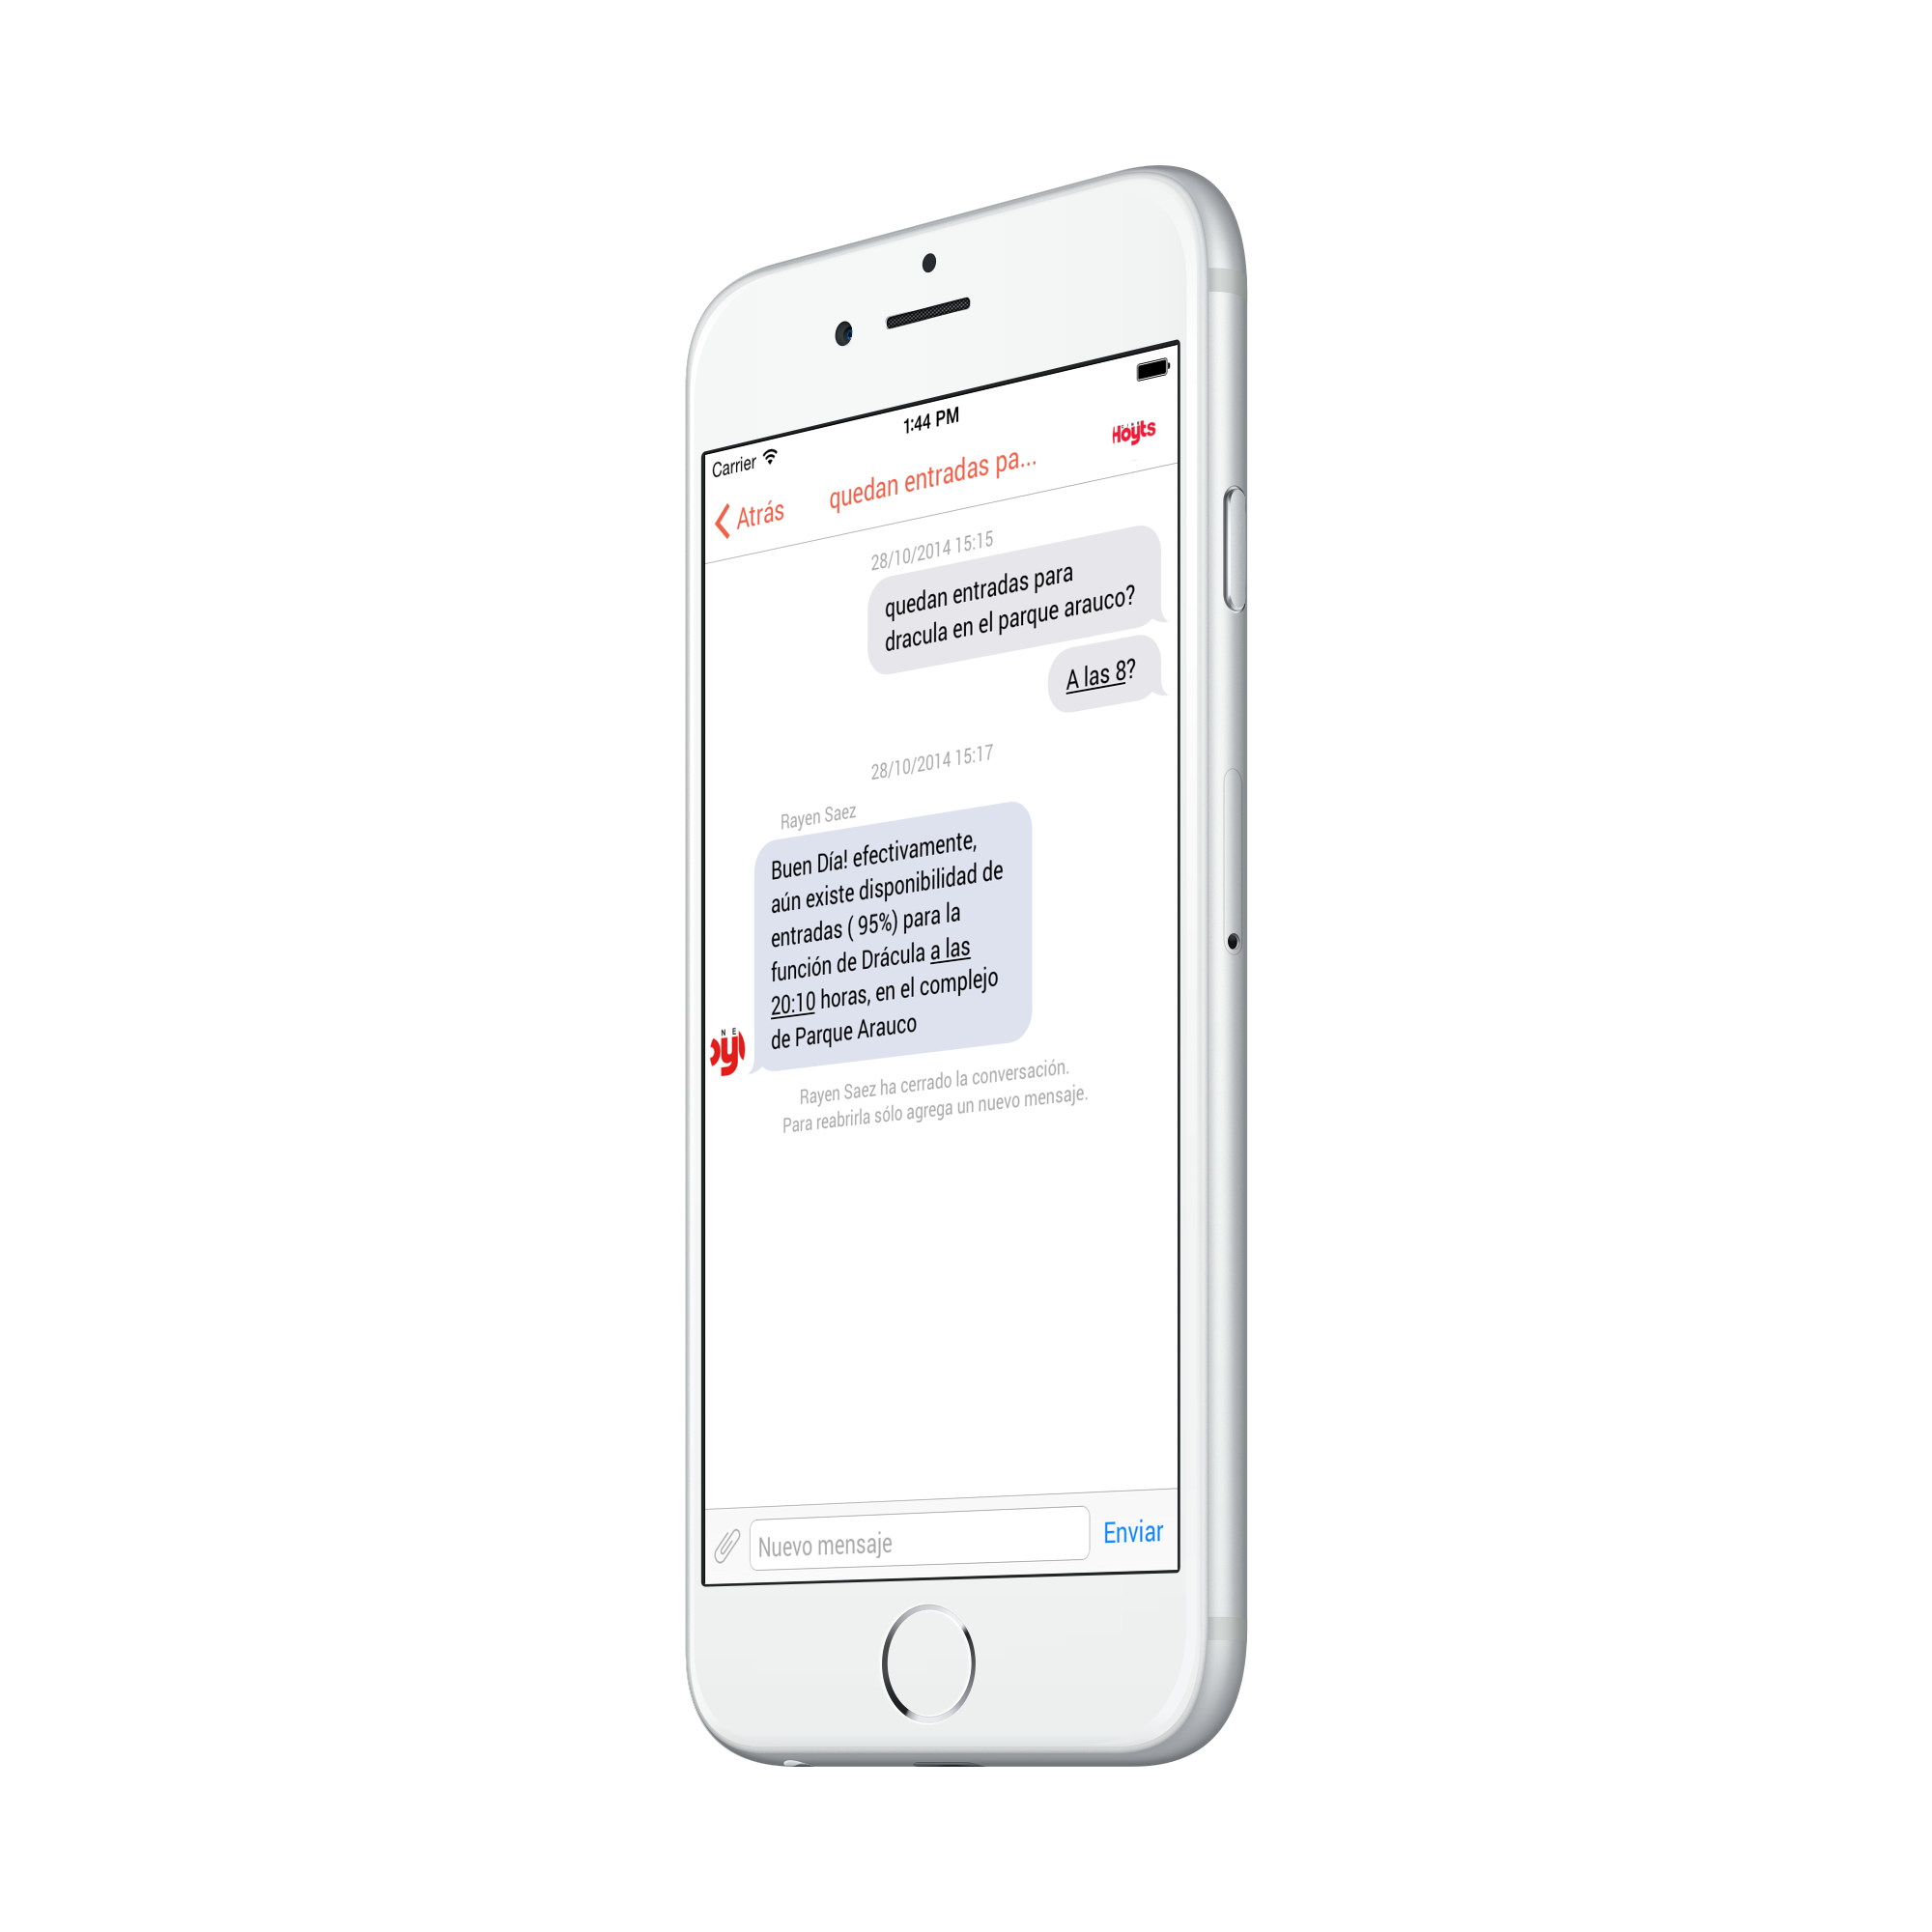 Carrier 1:44 PM
Atrás quedan entradas pa... Hoyts
28/10/2014 15:15
quedan entradas para
dracula en el parque arauco?
A las 8?
28/10/2014 15:17
Rayen Saez
Buen Día! efectivamente,
aún existe disponibilidad de
entradas ( 95%) para la
función de Drácula a las
20:10 horas, en el complejo
de Parque Arauco
N E
oy
Rayen Saez ha cerrado la conversación.
Para reabrirla sólo agrega un nuevo mensaje.
Nuevo mensaje Enviar